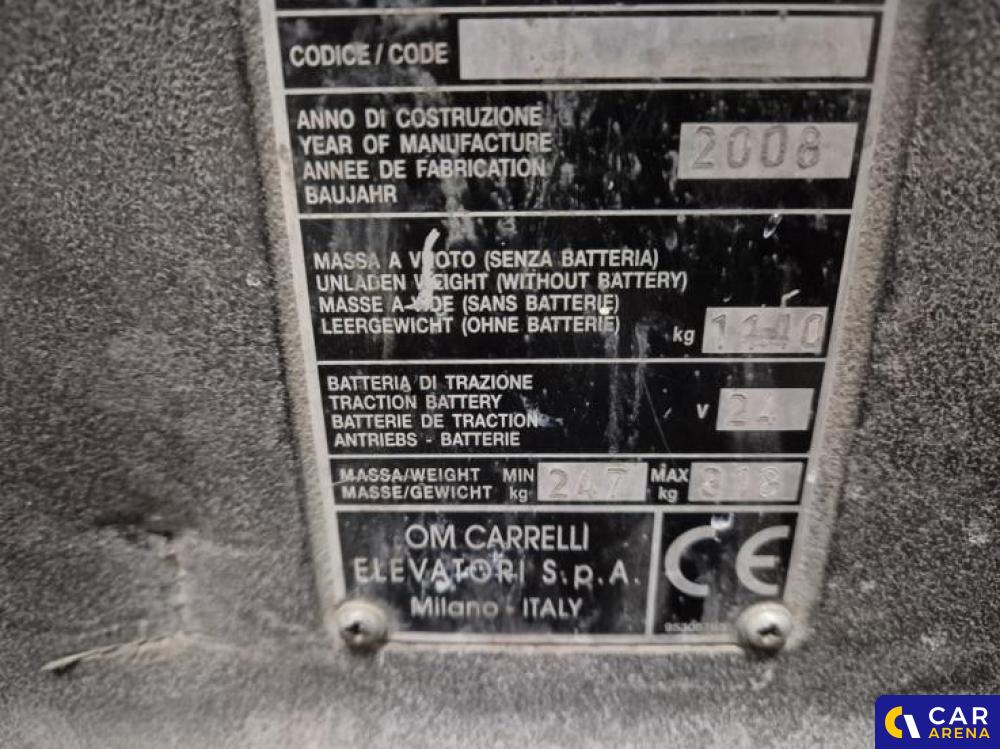 CODICE / CODE
ANNO DI COSTRUZIONE
YEAR OF MANUFACTURE
ANNEE DE FABRICATION
BAUJAHR
2008
MASSA A VUOTO (SENZA BATTERIA)
UNLADEN WEIGHT (WITHOUT BATTERY)
MASSE A VIDE (SANS BATTERIE)
LEERGEWICHT (OHNE BATTERIE)
kg 1140
BATTERIA DI TRAZIONE
TRACTION BATTERY
BATTERIE DE TRACTION
ANTRIEBS - BATTERIE
V 24
MASSA/WEIGHT MIN MAX
MASSE/GEWICHT kg 247 kg 318
OM CARRELLI
ELEVATORI S.p.A.
Milano - ITALY
CE
CAR
ARENA